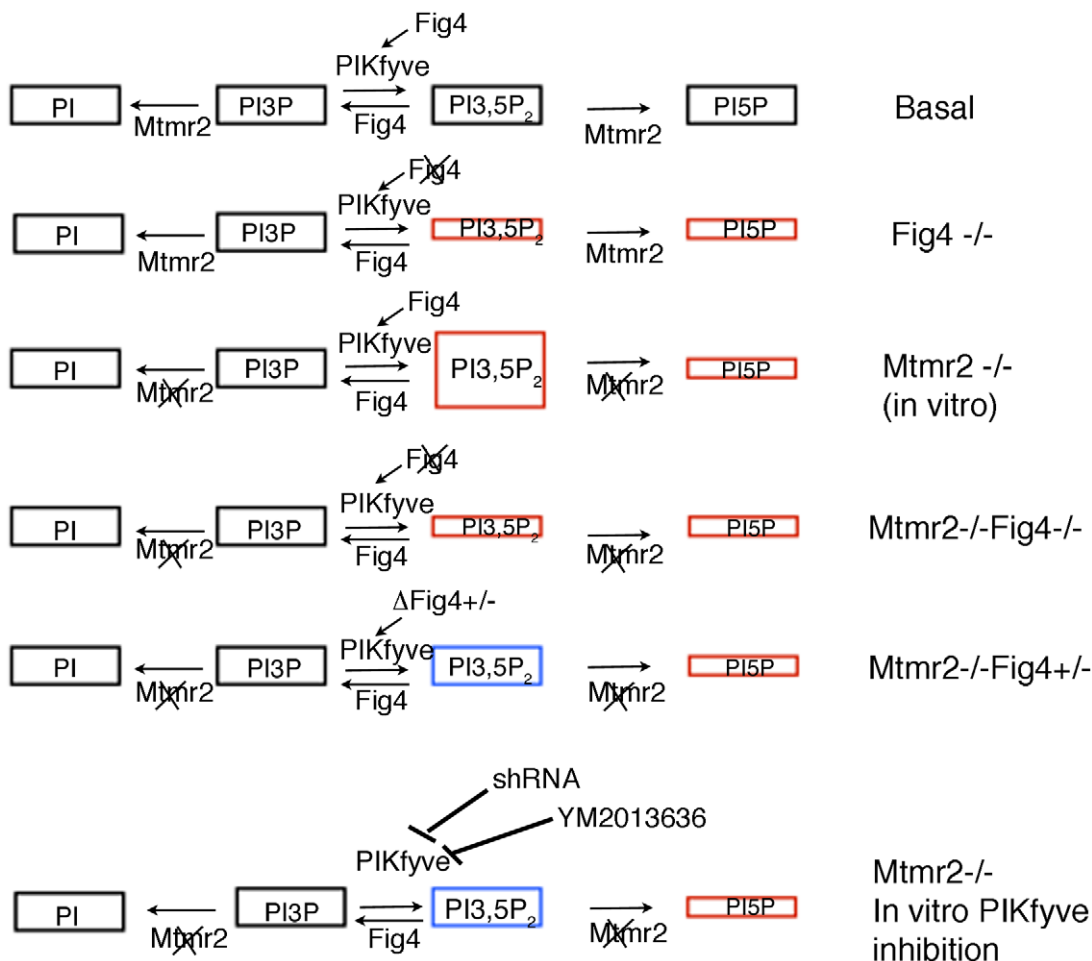 Fig4
PIKfyve
PI
Mtmr2
PI3P
Fig4
PI3,5P2
Mtmr2
PI5P
Basal
Fig4
PIKfyve
PI
Mtmr2
PI3P
Fig4
PI3,5P2
Mtmr2
PI5P
Fig4 -/-
Fig4
PIKfyve
PI
Mtmr2
PI3P
Fig4
PI3,5P2
Mtmr2
PI5P
Mtmr2 -/-
(in vitro)
Fig4
PIKfyve
PI
Mtmr2
PI3P
Fig4
PI3,5P2
Mtmr2
PI5P
Mtmr2-/-Fig4-/-
ΔFig4+/-
PIKfyve
PI
Mtmr2
PI3P
Fig4
PI3,5P2
Mtmr2
PI5P
Mtmr2-/-Fig4+/-
shRNA
YM2013636
PIKfyve
PI
Mtmr2
PI3P
Fig4
PI3,5P2
Mtmr2
PI5P
Mtmr2-/-
In vitro PIKfyve
inhibition